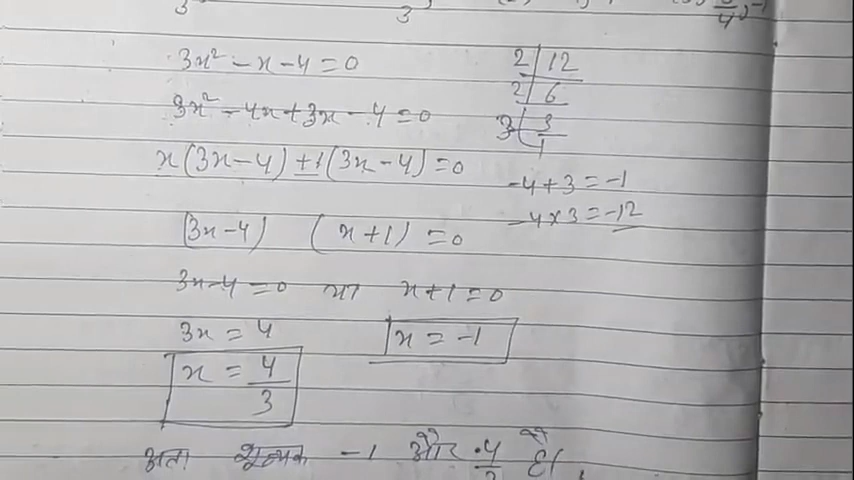 3x² - x - 4 = 0
3x² - 4x + 3x - 4 = 0
x(3x - 4) + 1(3x - 4) = 0
(3x - 4) (x + 1) = 0
3x - 4 = 0 या x + 1 = 0
3x = 4
x = -1
x = 4/3
अतः शून्यक -1 और 4/3 है।
2 | 12
2 | 6
3 | 3
1
-4 + 3 = -1
-4 × 3 = -12